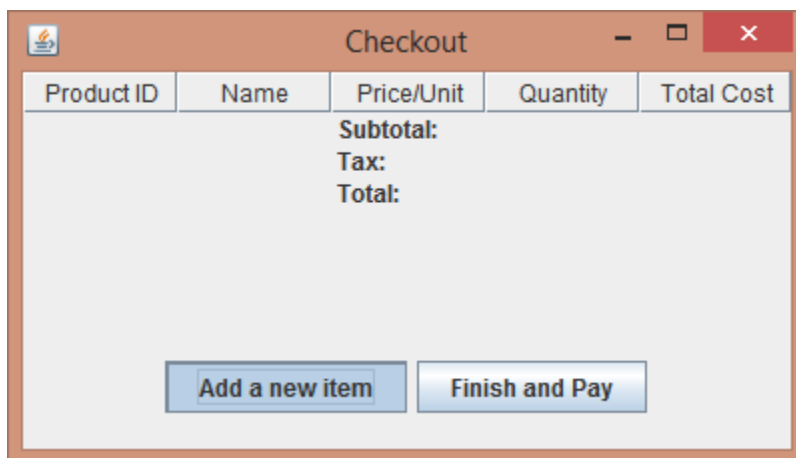 Checkout
Product ID Name Price/Unit Quantity Total Cost
Subtotal:
Tax:
Total:
Add a new item Finish and Pay